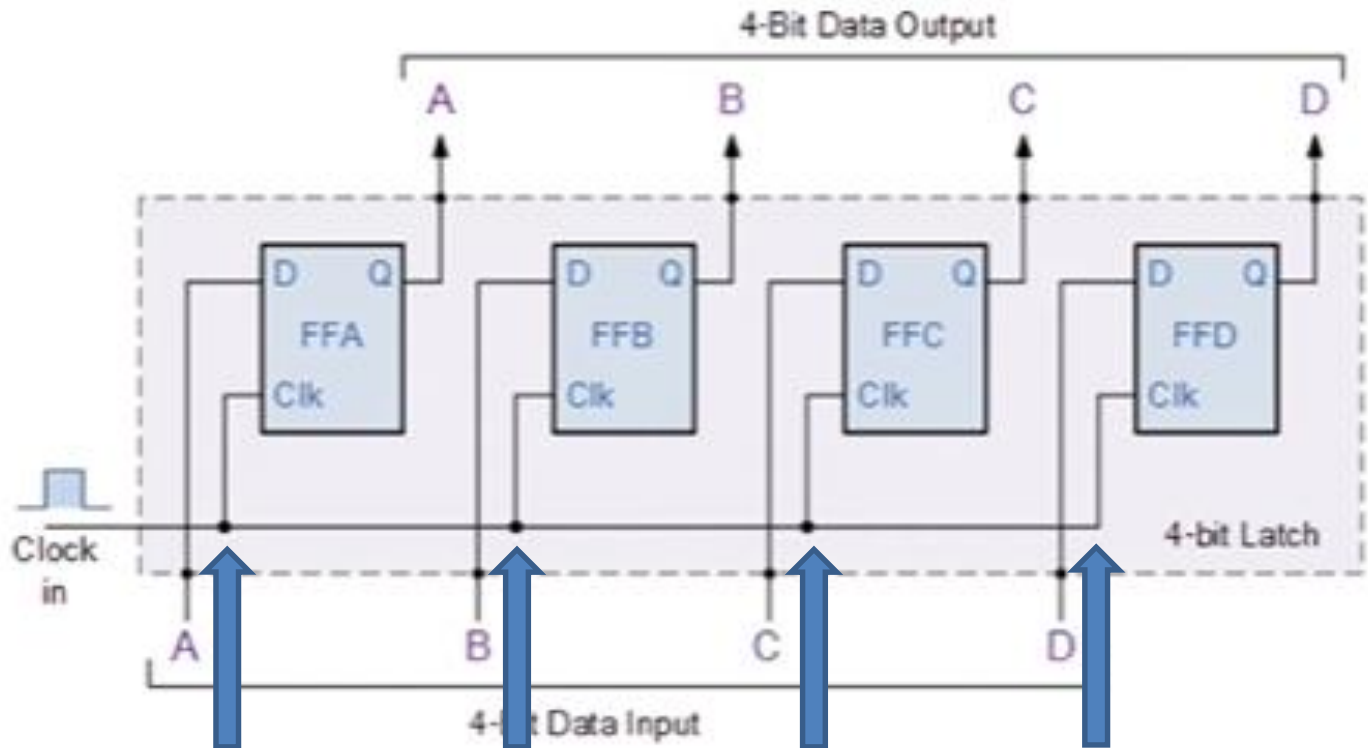 4-Bit Data Output
A B C D
D Q D Q D Q D Q
FFA FFB FFC FFD
Clk Clk Clk Clk
Clock
in
4-bit Latch
A B C D
Data Input